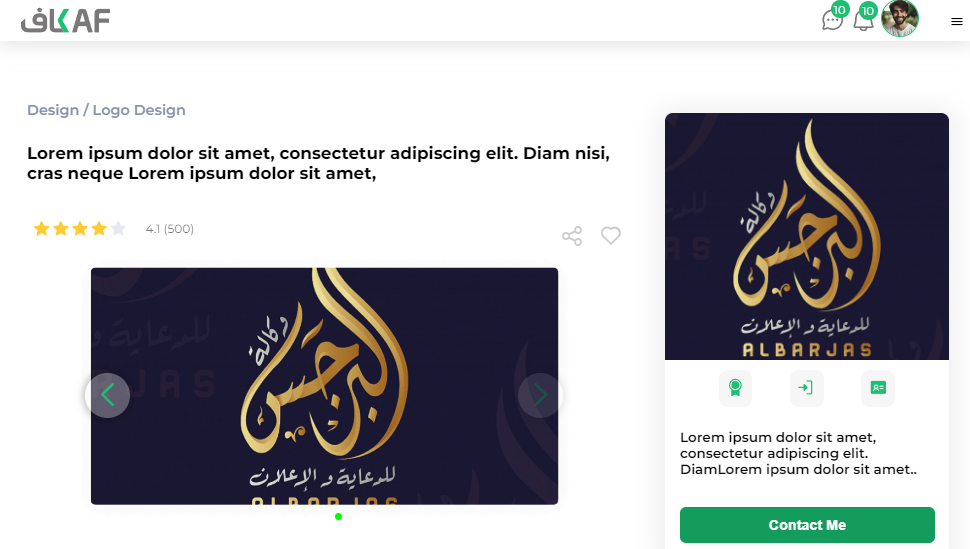 كاف KAF
10
10
Design / Logo Design
Lorem ipsum dolor sit amet, consectetur adipiscing elit. Diam nisi,
cras neque Lorem ipsum dolor sit amet,
4.1 (500)
وكالة
البرجس
للدعاية و الإعلان
ALBARJAS
وكالة
البرجس
للدعاية و الإعلان
ALBARJAS
Lorem ipsum dolor sit amet,
consectetur adipiscing elit.
DiamLorem ipsum dolor sit amet..
Contact Me